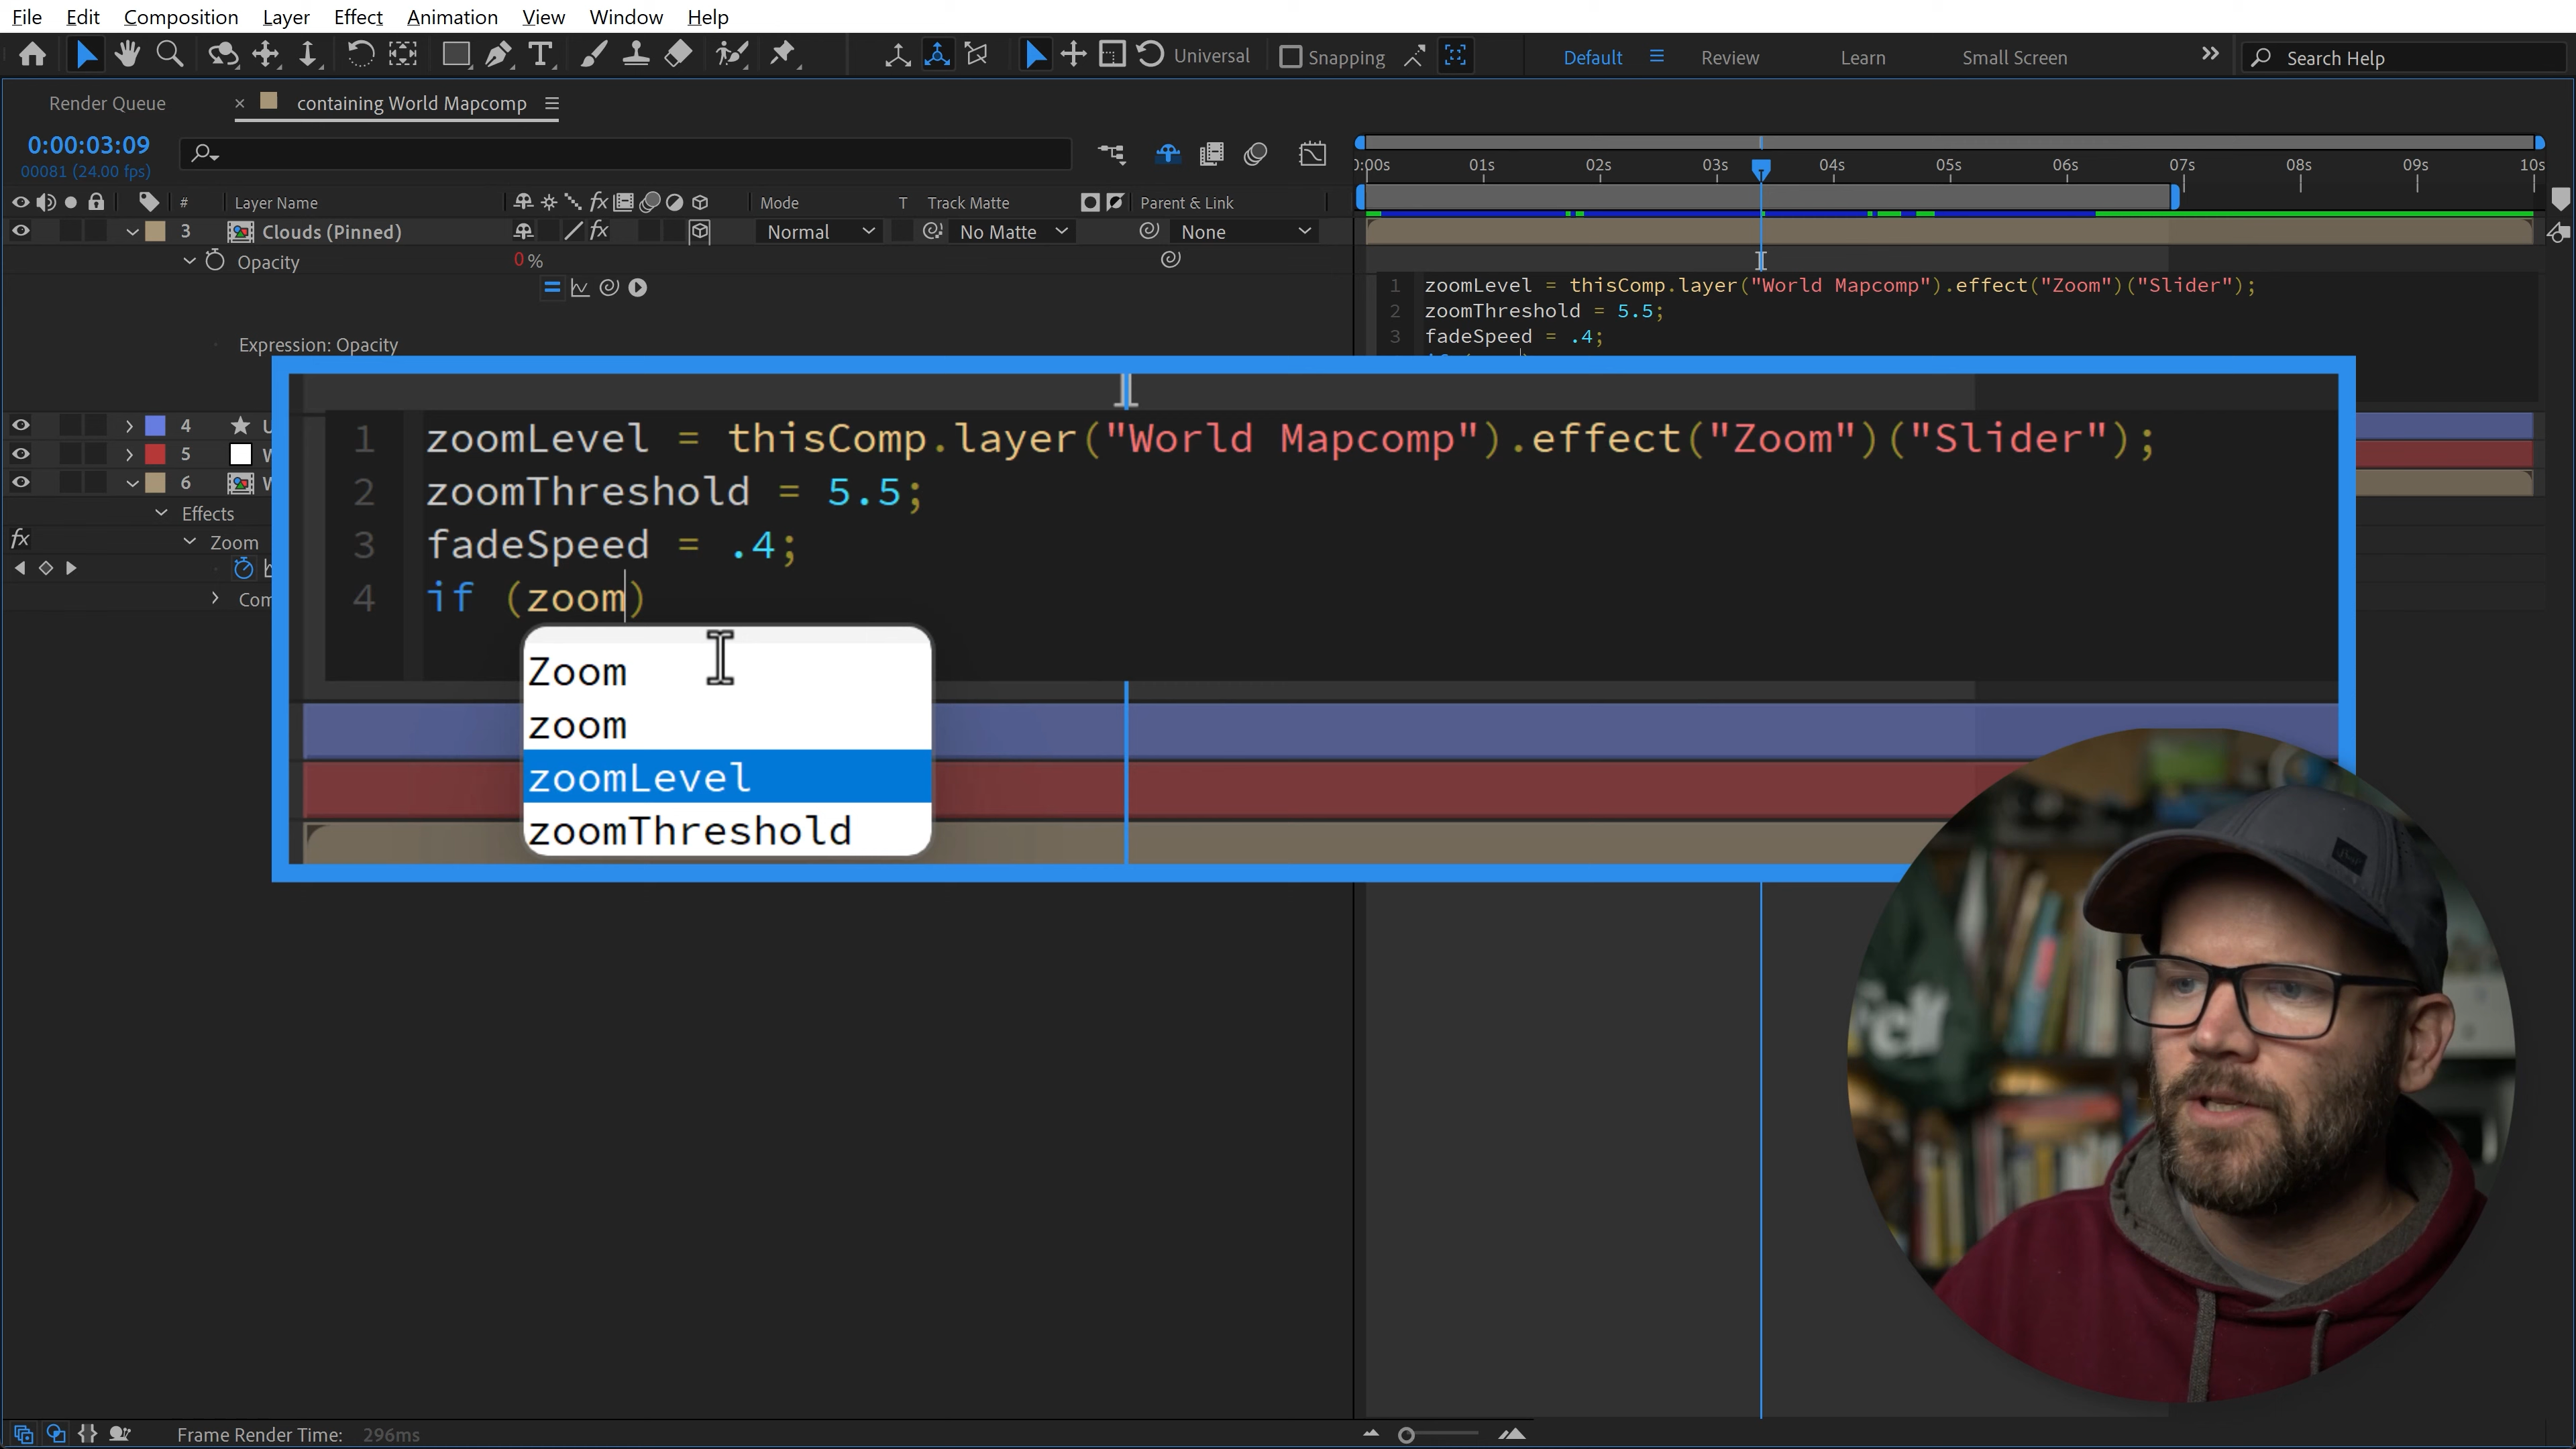 File Edit Composition Layer Effect Animation View Window Help
Universal Snapping Default Review Learn Small Screen Search Help
Render Queue × containing World Mapcomp
0:00:03:09
00081 (24.00 fps)
:00s 01s 02s 03s 04s 05s 06s 07s 08s 09s 10s
# Layer Name fx Mode T Track Matte Parent & Link
3 Clouds (Pinned) fx Normal No Matte None
Opacity 0 %
1 zoomLevel = thisComp.layer("World Mapcomp").effect("Zoom")("Slider");
2 zoomThreshold = 5.5;
3 fadeSpeed = .4;
Expression: Opacity
1 zoomLevel = thisComp.layer("World Mapcomp").effect("Zoom")("Slider");
2 zoomThreshold = 5.5;
3 fadeSpeed = .4;
4 if (zoom)
Zoom
zoom
zoomLevel
zoomThreshold
4
5
6
Effects
fx Zoom
Com
Frame Render Time: 296ms